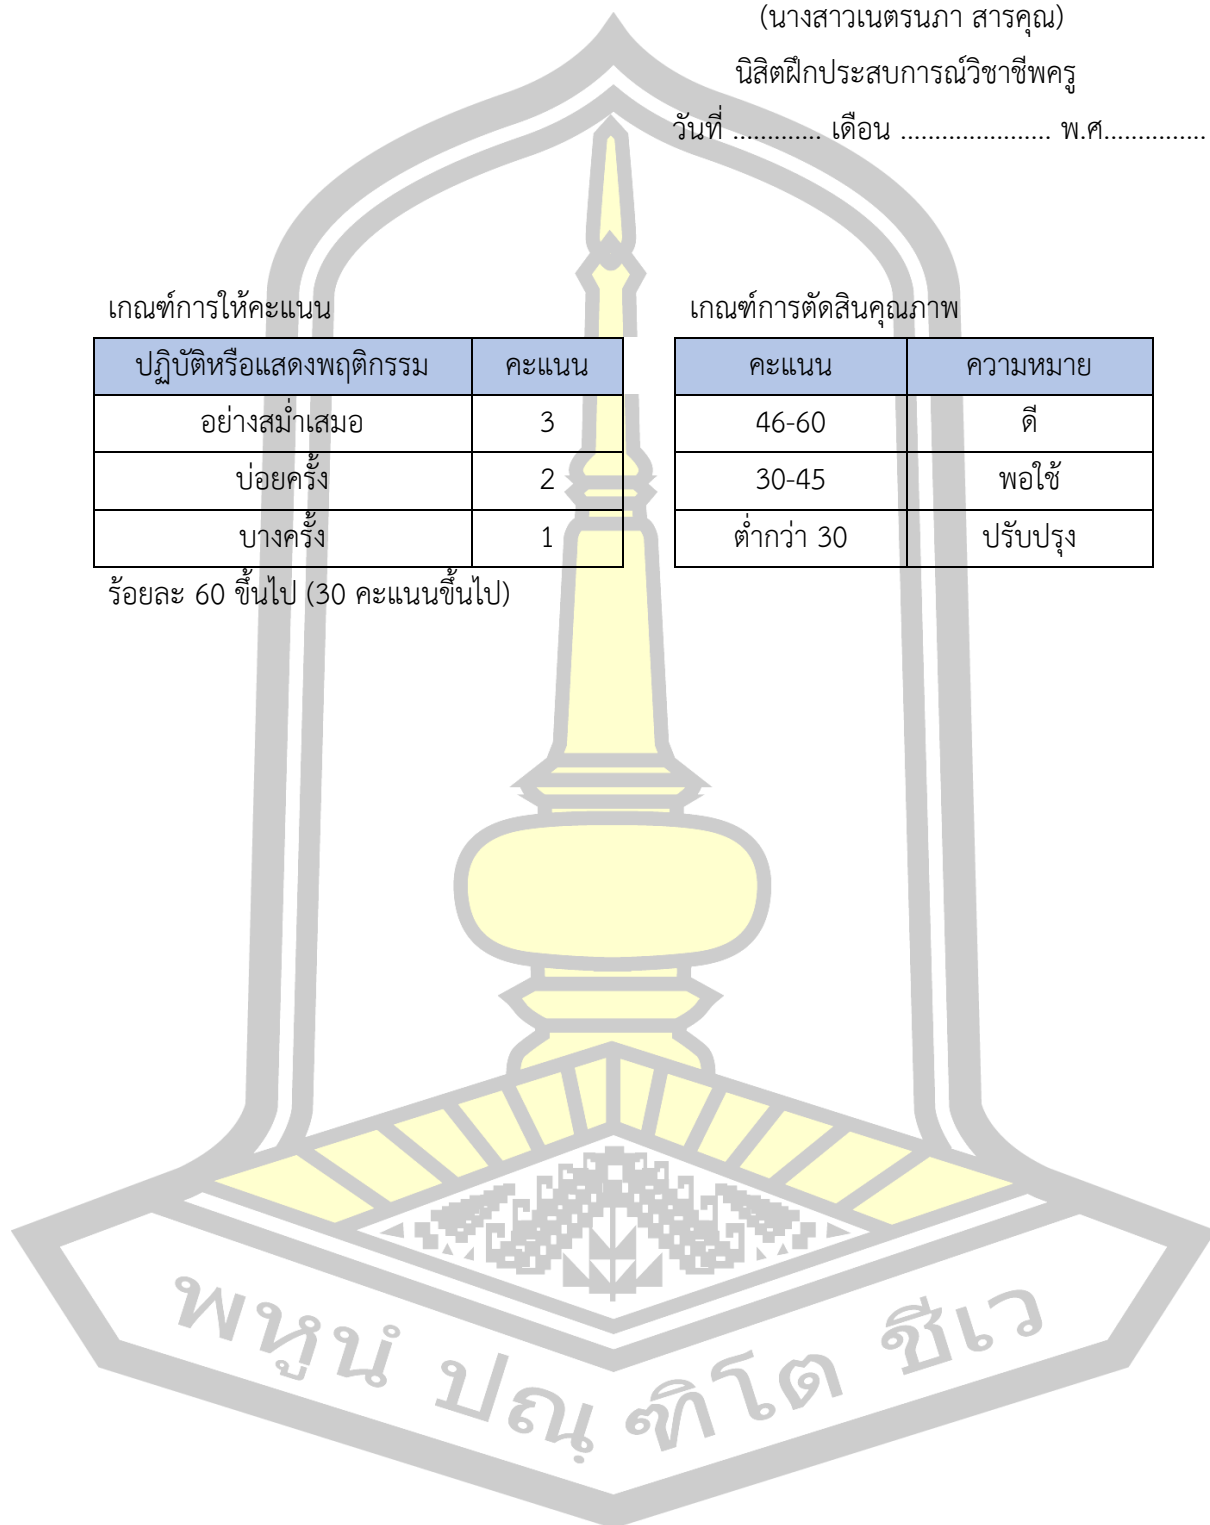 (นางสาวเนตรนภา สารคุณ)
นิสิตฝึกประสบการณ์วิชาชีพครู
วันที่ ............. เดือน ...................... พ.ศ...............
เกณฑ์การให้คะแนน
ปฏิบัติหรือแสดงพฤติกรรม คะแนน
อย่างสม่ำเสมอ 3
บ่อยครั้ง 2
บางครั้ง 1
ร้อยละ 60 ขึ้นไป (30 คะแนนขึ้นไป)
เกณฑ์การตัดสินคุณภาพ
คะแนน ความหมาย
46-60 ดี
30-45 พอใช้
ต่ำกว่า 30 ปรับปรุง
พหูนํ ปณฺฑิโต ชีเว